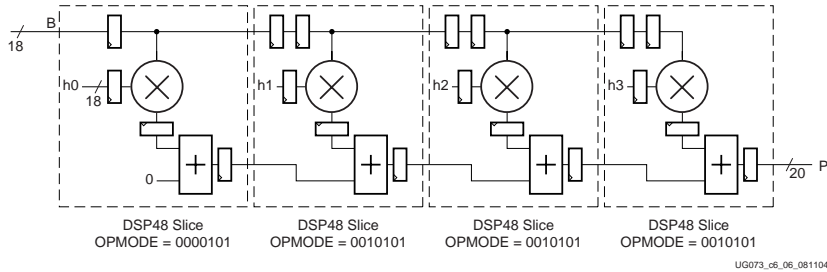 B
18
h0
18
h1
h2
h3
0
P
20
DSP48 Slice
OPMODE = 0000101
DSP48 Slice
OPMODE = 0010101
DSP48 Slice
OPMODE = 0010101
DSP48 Slice
OPMODE = 0010101
UG073_c6_06_081104